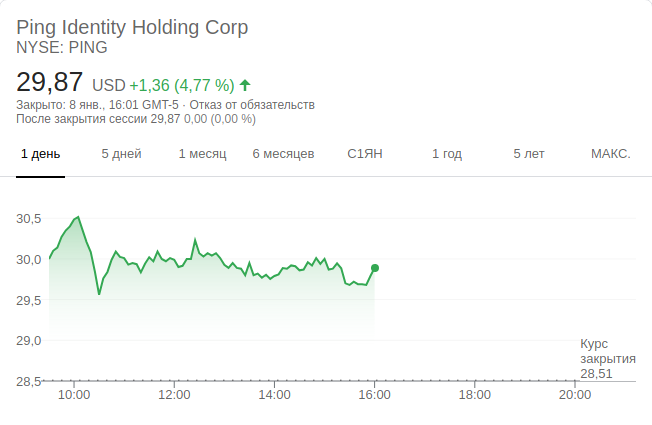 Ping Identity Holding Corp
NYSE: PING
29,87 USD +1,36 (4,77 %)
Закрыто: 8 янв., 16:01 GMT-5 · Отказ от обязательств
После закрытия сессии 29,87 0,00 (0,00 %)
1 день 5 дней 1 месяц 6 месяцев С1ЯН 1 год 5 лет МАКС.
30,5
30,0
29,5
29,0
Курс
закрытия
28,51
28,5
10:00 12:00 14:00 16:00 18:00 20:00